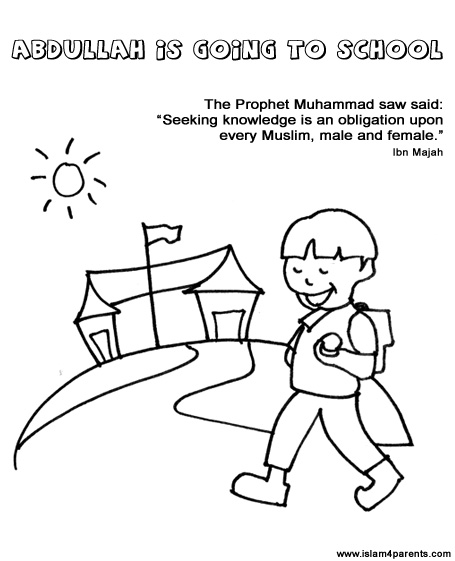 ABDULLAH iS GOiNG TO SCHOOL
The Prophet Muhammad saw said:
“Seeking knowledge is an obligation upon
every Muslim, male and female.”
Ibn Majah
www.islam4parents.com